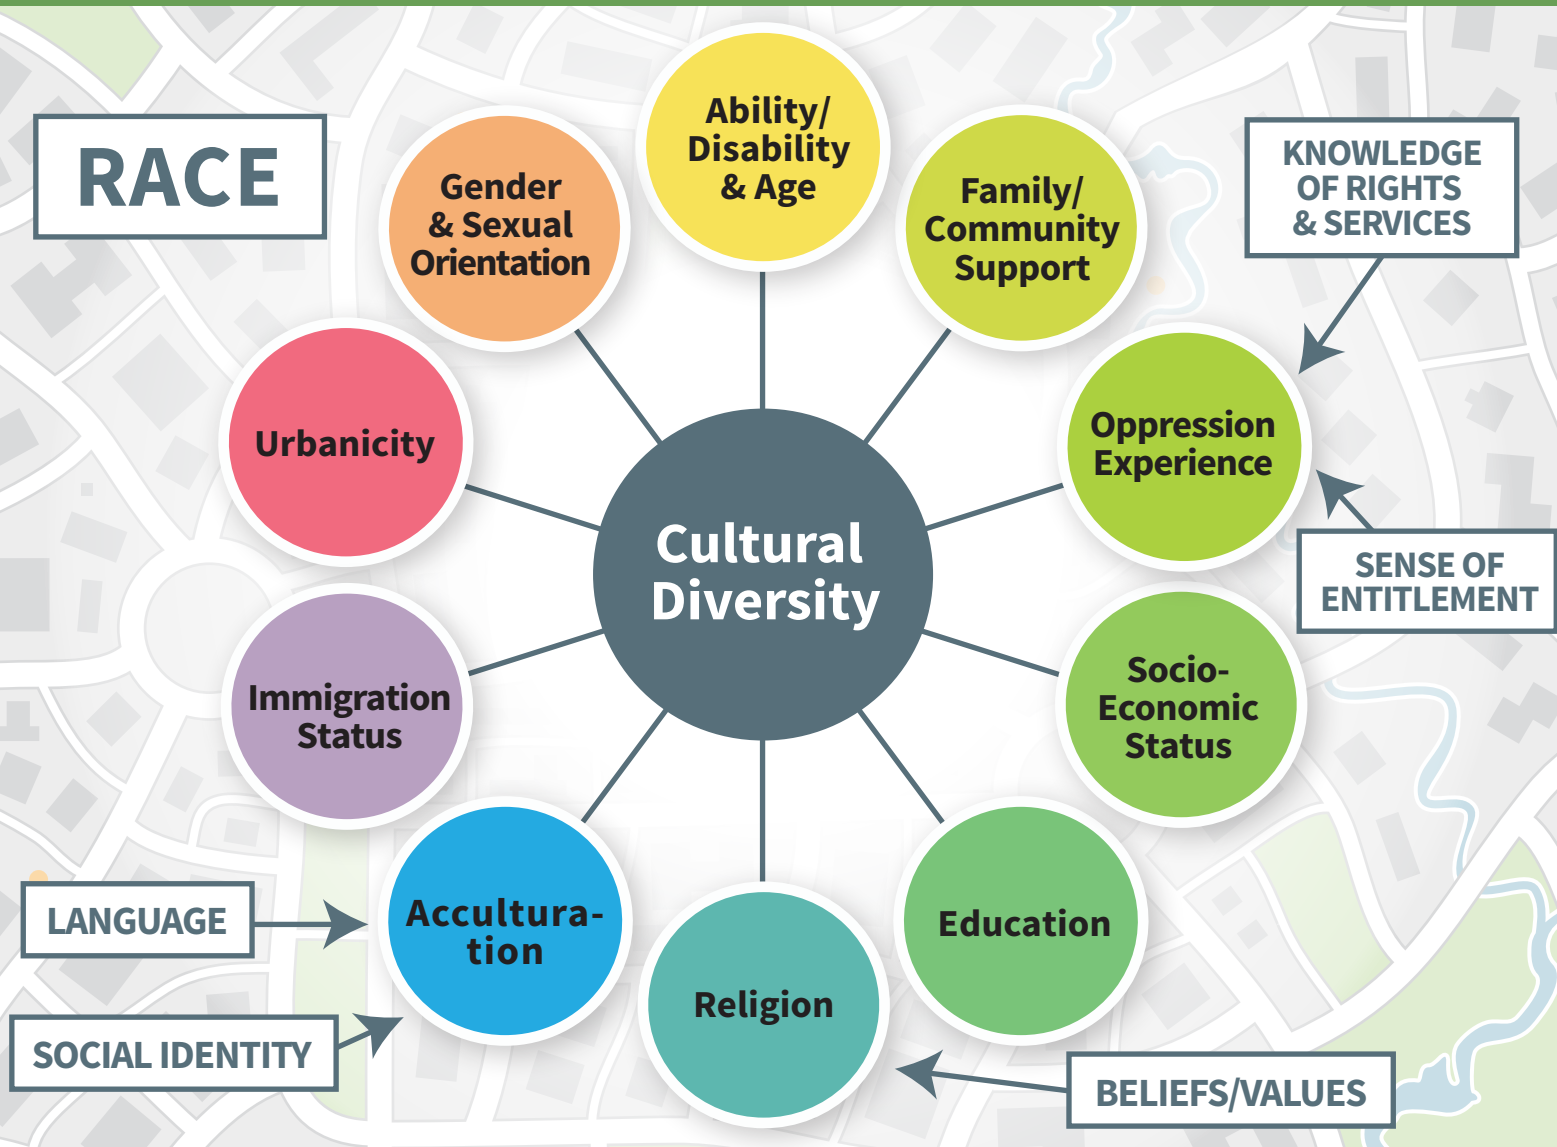 RACE
Gender
& Sexual
Orientation
Ability/
Disability
& Age
Family/
Community
Support
KNOWLEDGE
OF RIGHTS
& SERVICES
Urbanicity
Oppression
Experience
Cultural
Diversity
SENSE OF
ENTITLEMENT
Immigration
Status
Socio-
Economic
Status
LANGUAGE
Accultura-
tion
Education
Religion
SOCIAL IDENTITY
BELIEFS/VALUES